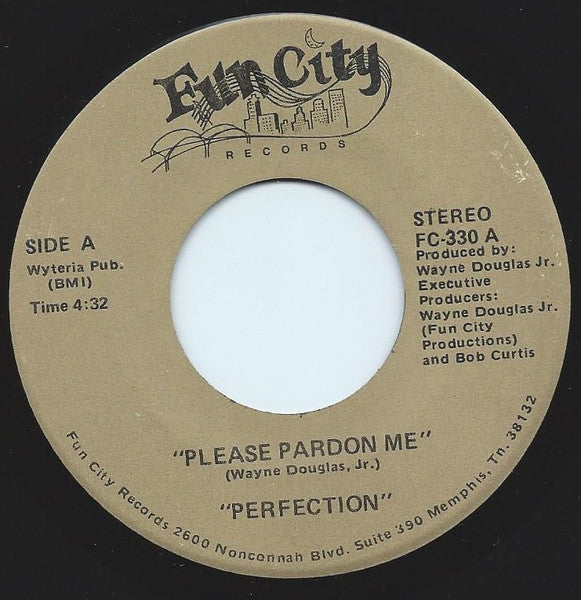 Fun City
RECORDS
SIDE A
Wyteria Pub.
(BMI)
Time 4:32
STEREO
FC-330 A
Produced by:
Wayne Douglas Jr.
Executive
Producers:
Wayne Douglas Jr.
(Fun City
Productions)
and Bob Curtis
"PLEASE PARDON ME"
(Wayne Douglas, Jr.)
"PERFECTION"
Fun City Records 2600 Nonconnah Blvd. Suite 390 Memphis, Tn. 38132